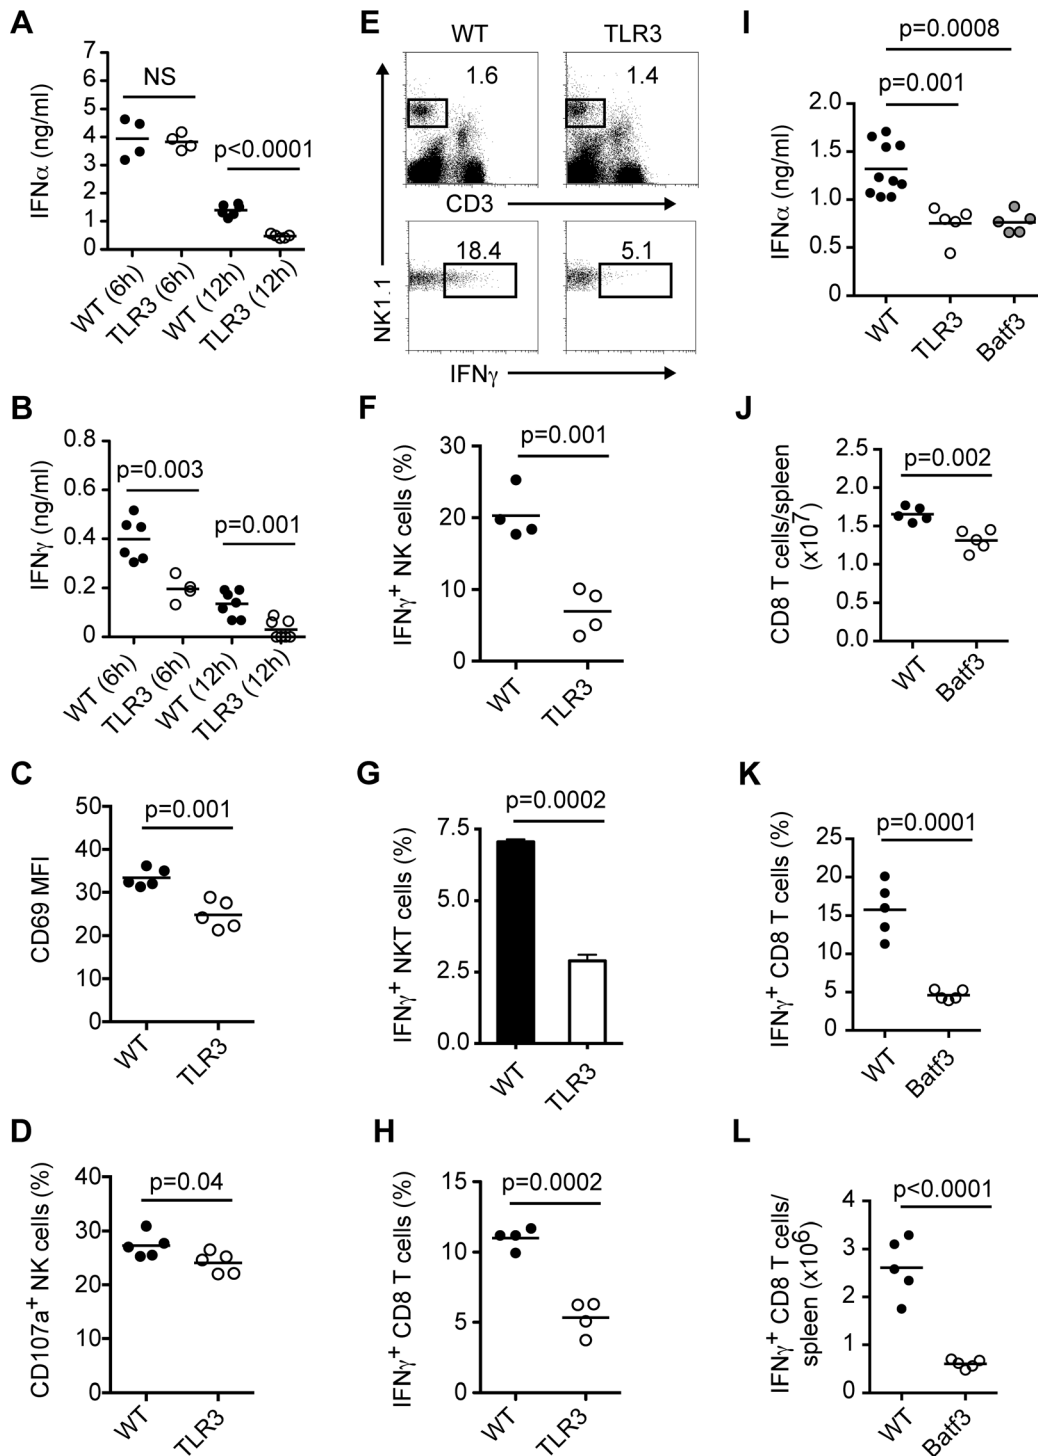 A
IFNα (ng/ml)
7
6
5
4
3
2
1
0
NS
p<0.0001
WT (6h)
TLR3 (6h)
WT (12h)
TLR3 (12h)
B
IFNγ (ng/ml)
0.8
0.6
0.4
0.2
0
p=0.003
p=0.001
WT (6h)
TLR3 (6h)
WT (12h)
TLR3 (12h)
C
CD69 MFI
50
40
30
20
10
0
p=0.001
WT
TLR3
D
CD107a+ NK cells (%)
40
30
20
10
0
p=0.04
WT
TLR3
E
WT
TLR3
1.6
1.4
CD3
18.4
5.1
NK1.1
IFNγ
F
IFNγ+ NK cells (%)
30
20
10
0
p=0.001
WT
TLR3
G
IFNγ+ NKT cells (%)
7.5
5.0
2.5
0.0
p=0.0002
WT
TLR3
H
IFNγ+ CD8 T cells (%)
15
10
5
0
p=0.0002
WT
TLR3
I
IFNα (ng/ml)
p=0.0008
p=0.001
2.0
1.5
1.0
0.5
0
WT
TLR3
Batf3
J
CD8 T cells/spleen
(x10^7)
2.5
2.0
1.5
1.0
0.5
0.0
p=0.002
WT
Batf3
K
IFNγ+ CD8 T cells (%)
25
20
15
10
5
0
p=0.0001
WT
Batf3
L
IFNγ+ CD8 T cells/
spleen (x10^6)
4
3
2
1
0
p<0.0001
WT
Batf3